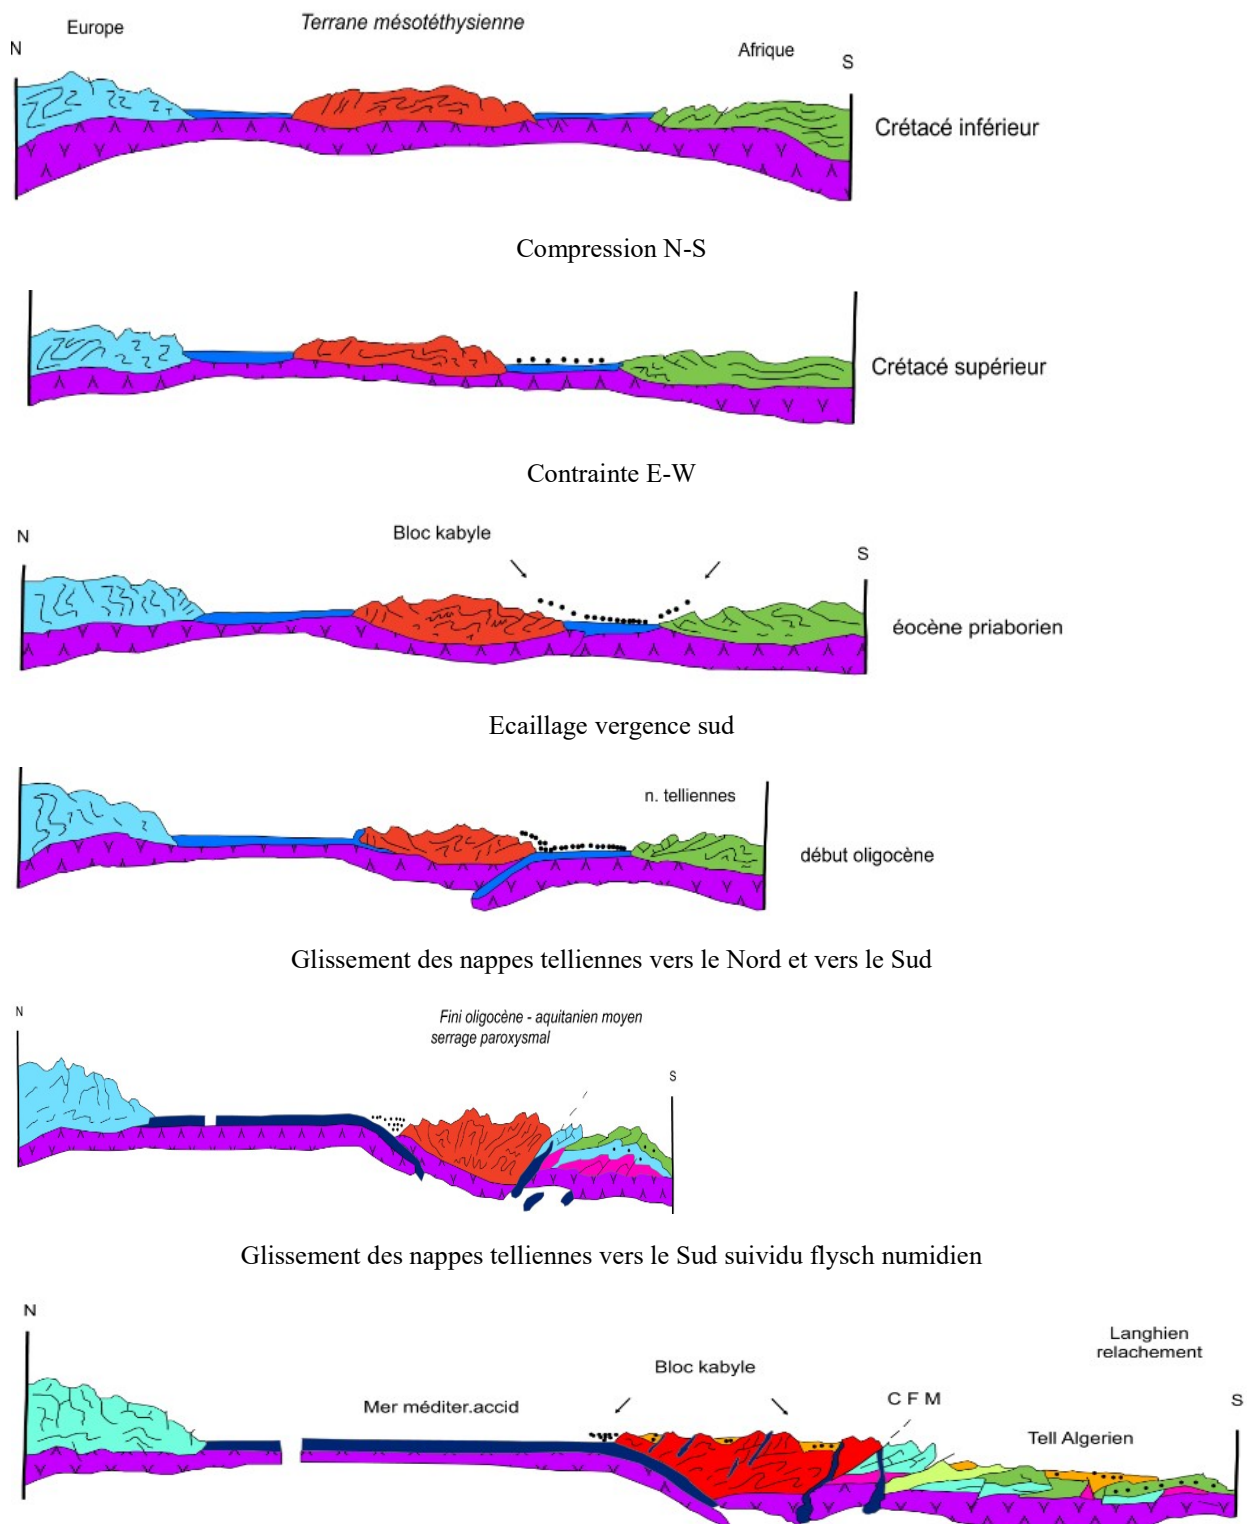 Europe
Terrane mésotéthysienne
N
Afrique
S
Crétacé inférieur
Compression N-S
Crétacé supérieur
Contrainte E-W
N
Bloc kabyle
S
éocène priaborien
Ecaillage vergence sud
n. telliennes
début oligocène
Glissement des nappes telliennes vers le Nord et vers le Sud
N
Fini oligocène - aquitanien moyen
serrage paroxysmal
S
Glissement des nappes telliennes vers le Sud suividu flysch numidien
N
Langhien
relachement
Bloc kabyle
C F M
S
Mer méditer.accid
Tell Algerien